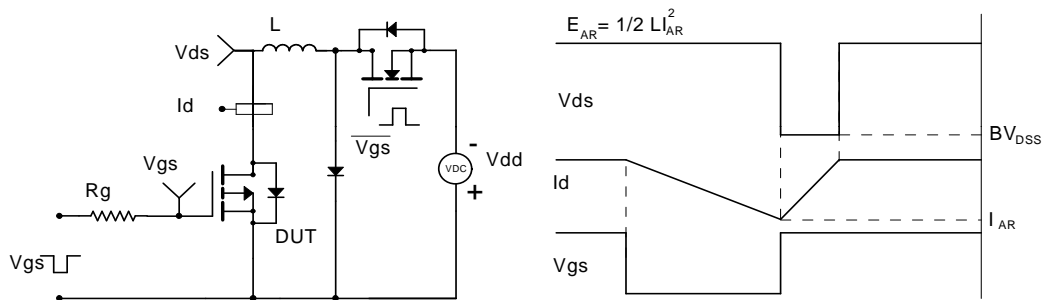 L
Vds
Id
Vgs
Rg
DUT
Vgs
Vgs
VDC
-
+
Vdd
E_AR = 1/2 LI_AR^2
Vds
BV_DSS
Id
I_AR
Vgs